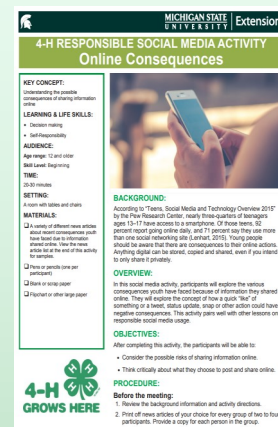 MICHIGAN STATE
UNIVERSITY
Extension
4-H RESPONSIBLE SOCIAL MEDIA ACTIVITY
Online Consequences
KEY CONCEPT:
Understanding the possible
consequences of sharing information
online
LEARNING & LIFE SKILLS:
• Decision making
• Self-Responsibility
AUDIENCE:
Age range: 12 and older
Skill Level: Beginning
TIME:
20-30 minutes
SETTING:
A room with tables and chairs
MATERIALS:
❑ A variety of different news articles
about recent consequences youth
have faced due to information
shared online. View the news
article list at the end of this activity
for samples.
❑ Pens or pencils (one per
participant)
❑ Blank or scrap paper
❑ Flipchart or other large paper
4-H
GROWS HERE
BACKGROUND:
According to "Teens, Social Media and Technology Overview 2015"
by the Pew Research Center, nearly three-quarters of teenagers
ages 13–17 have access to a smartphone. Of those teens, 92
percent report going online daily, and 71 percent say they use more
than one social networking site (Lenhart, 2015). Young people
should be aware that there are consequences to their online actions.
Anything digital can be stored, copied and shared, even if you intend
to only share it privately.
OVERVIEW:
In this social media activity, participants will explore the various
consequences youth have faced because of information they shared
online. They will explore the concept of how a quick "like" of
something or a tweet, status update, snap or other action could have
negative consequences. This activity pairs well with other lessons on
responsible social media usage.
OBJECTIVES:
After completing this activity, the participants will be able to:
• Consider the possible risks of sharing information online.
• Think critically about what they choose to post and share online.
PROCEDURE:
Before the meeting:
1. Review the background information and activity directions.
2. Print off news articles of your choice for every group of two to four
participants. Provide a copy for each person in the group.